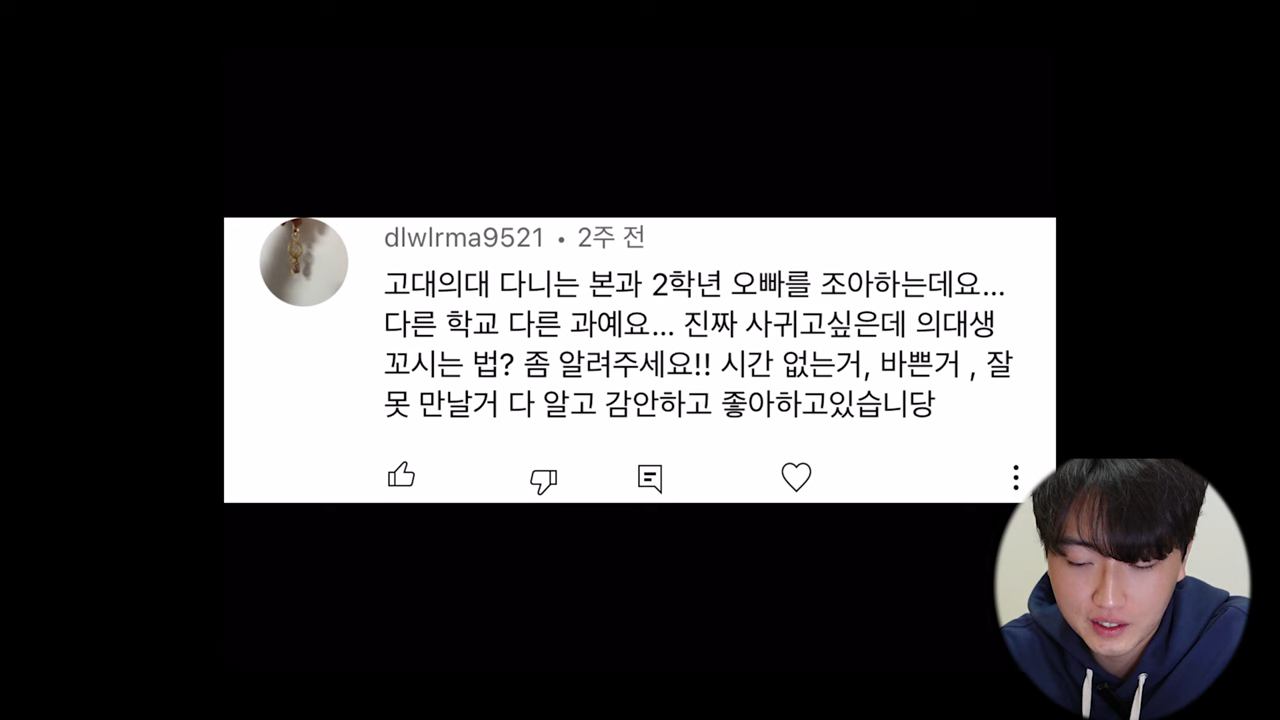 dlwlrma9521 • 2주 전
고대의대 다니는 본과 2학년 오빠를 조아하는데요...
다른 학교 다른 과예요... 진짜 사귀고싶은데 의대생
꼬시는 법? 좀 알려주세요!! 시간 없는거, 바쁜거 , 잘
못 만날거 다 알고 감안하고 좋아하고있습니당